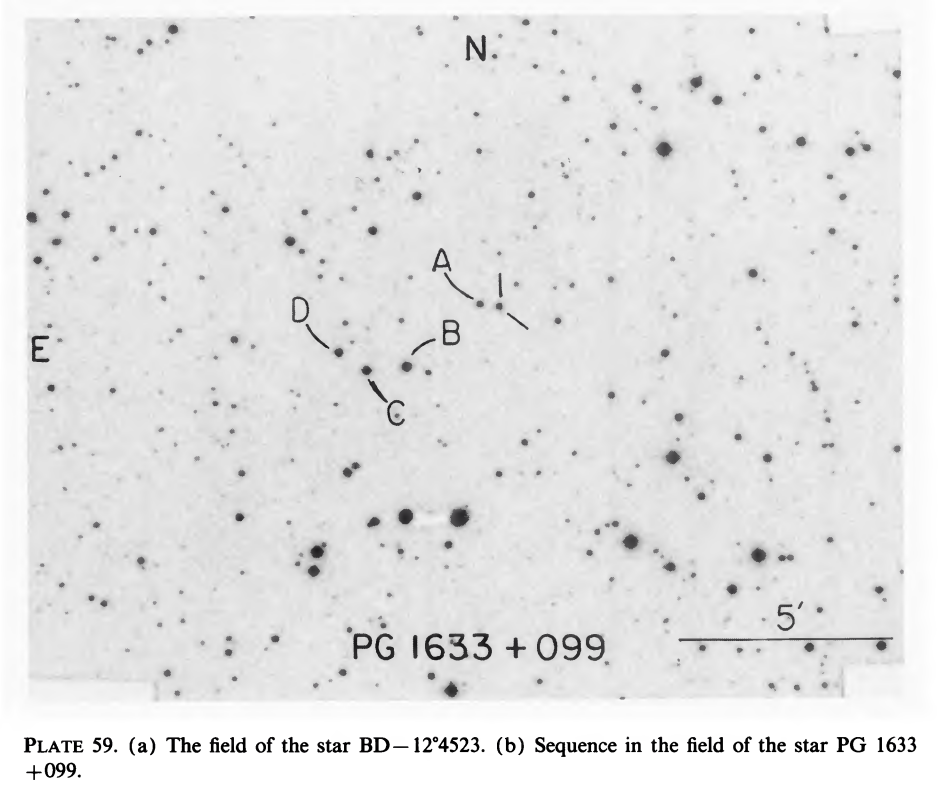 N
A
D
B
E
C
5′
PG 1633 + 099
PLATE 59. (a) The field of the star BD−12°4523. (b) Sequence in the field of the star PG 1633
+099.